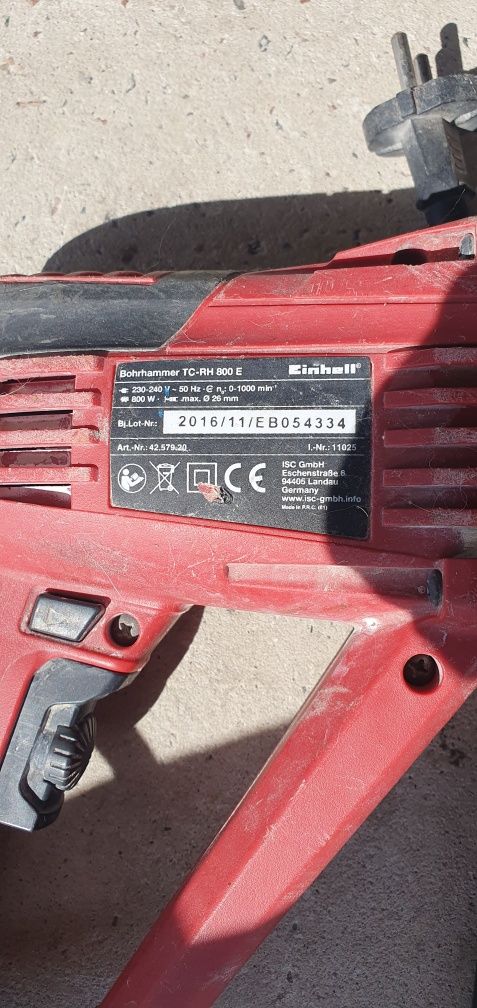 Bohrhammer TC-RH 800 E
Einhell®
230-240 V ~ 50 Hz · n₀: 0-1000 min⁻¹
800 W · max. Ø 26 mm
Bj.Lot-Nr.: 2016/11/EB054334
Art.-Nr.: 42.579.20
I.-Nr.: 11025
CE
ISC GmbH
Eschenstraße 6
94405 Landau
Germany
www.isc-gmbh.info
Made in P.R.C. (61)